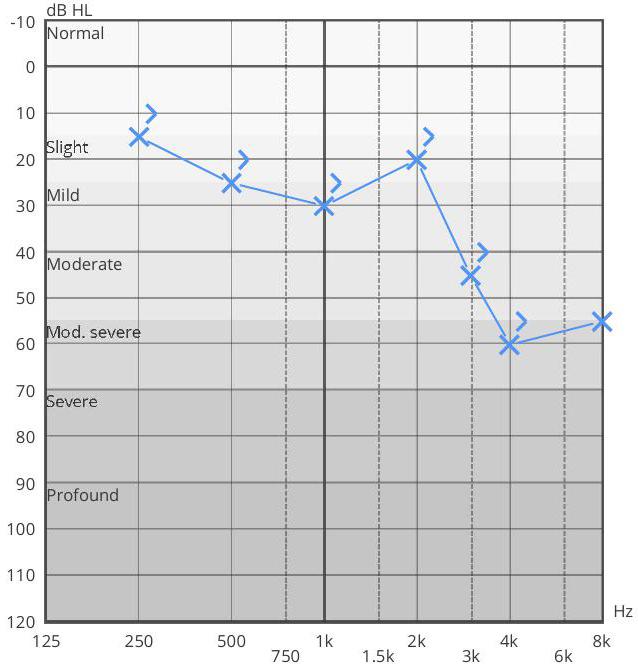 dB HL
-10
Normal
0
10
Slight
20
Mild
30
40
Moderate
50
Mod. severe
60
70
Severe
80
90
Profound
100
110
120
Hz
125 250 500 1k 2k 4k 8k
750 1.5k 3k 6k